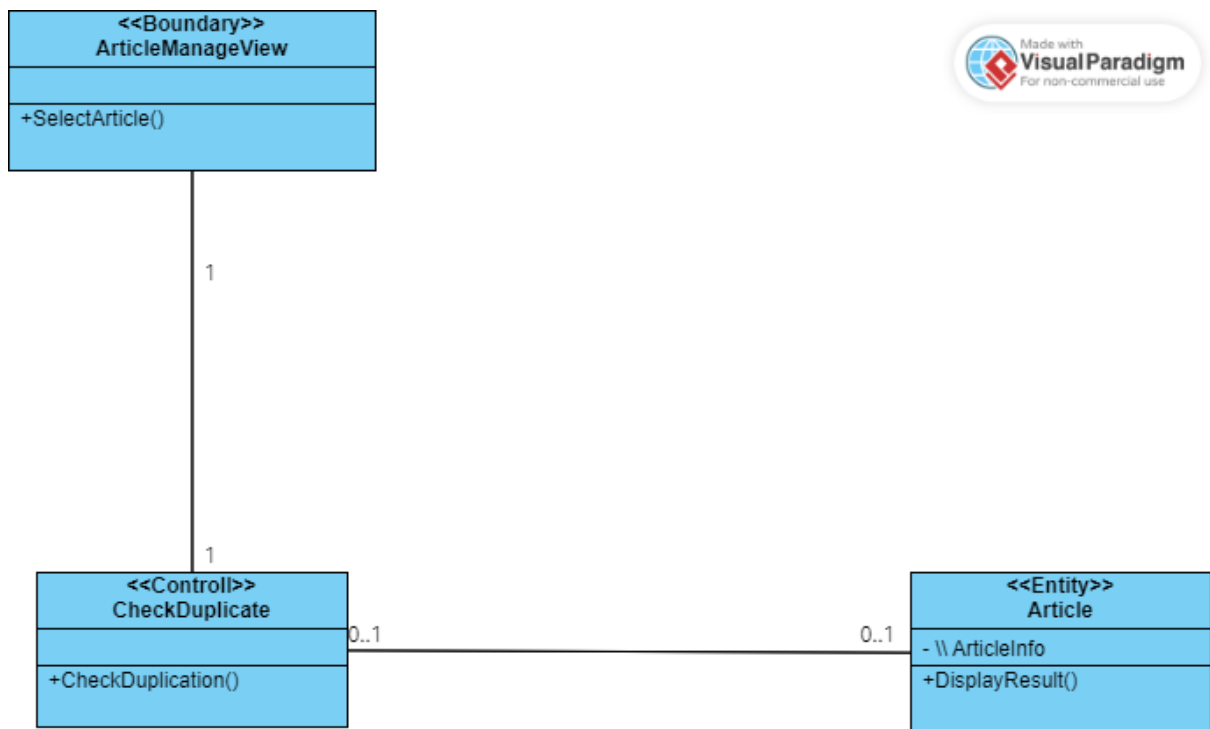 <<Boundary>>
ArticleManageView
+SelectArticle()
Made with
Visual Paradigm
For non-commercial use
1
1
<<Controll>>
CheckDuplicate
+CheckDuplication()
0..1
0..1
<<Entity>>
Article
- \\ ArticleInfo
+DisplayResult()